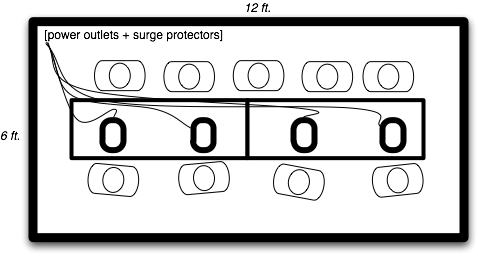 12 ft.
[power outlets + surge protectors]
6 ft.